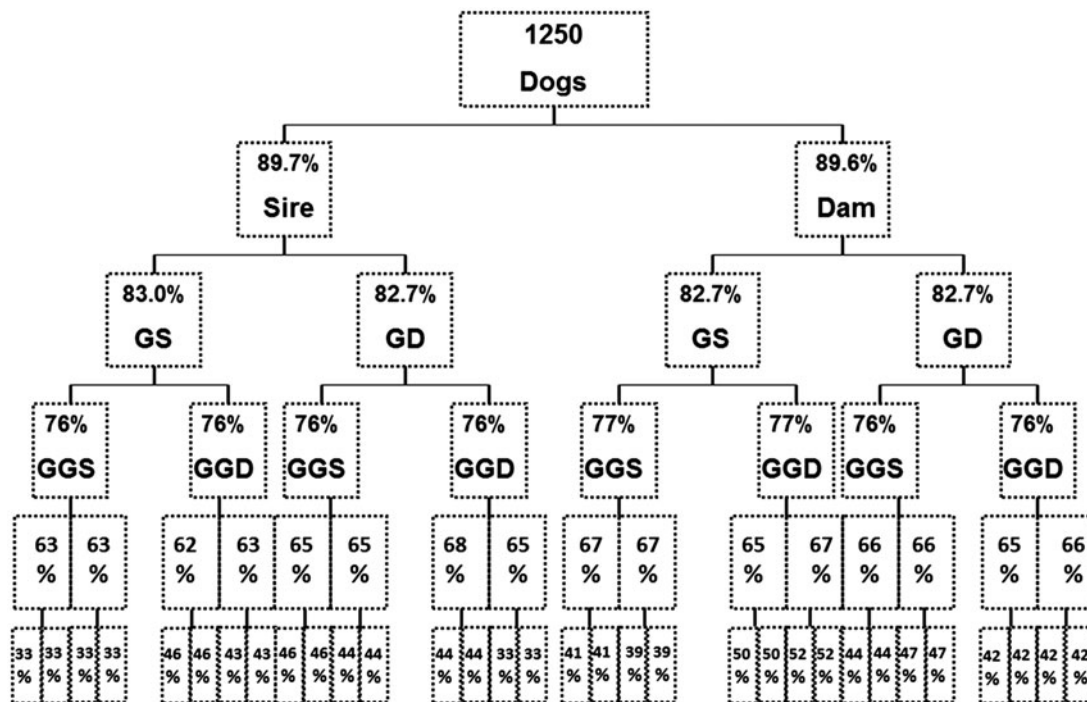 1250
Dogs
89.7% 89.6%
Sire Dam
83.0% 82.7% 82.7% 82.7%
GS GD GS GD
76% 76% 76% 76% 77% 77% 76% 76%
GGS GGD GGS GGD GGS GGD GGS GGD
63 63 62 63 65 65 68 65 67 67 65 67 66 66 65 66
% % % % % % % % % % % % % % % %
33 33 33 33 46 46 43 43 46 46 44 44 44 44 33 33 41 41 39 39 50 50 52 52 44 44 47 47 42 42 42 42
% % % % % % % % % % % % % % % % % % % % % % % % % % % % % % % %